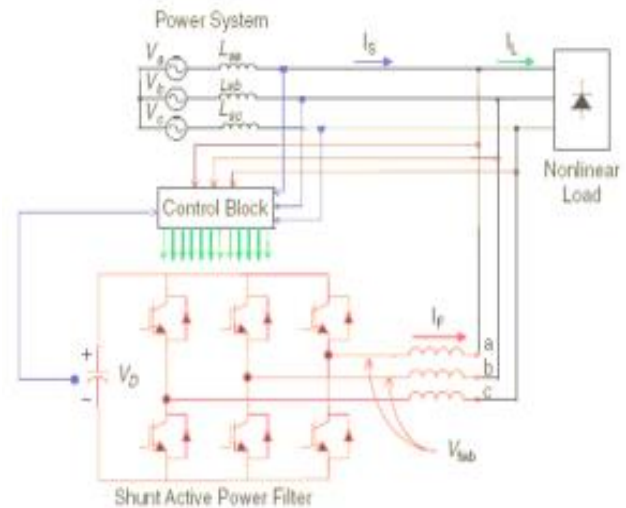 Power System
Va
Lsa
IS
IL
Vb
Lsb
Vc
Lsc
Nonlinear
Load
Control Block
IF
a
b
c
+
VD
−
Vfab
Shunt Active Power Filter